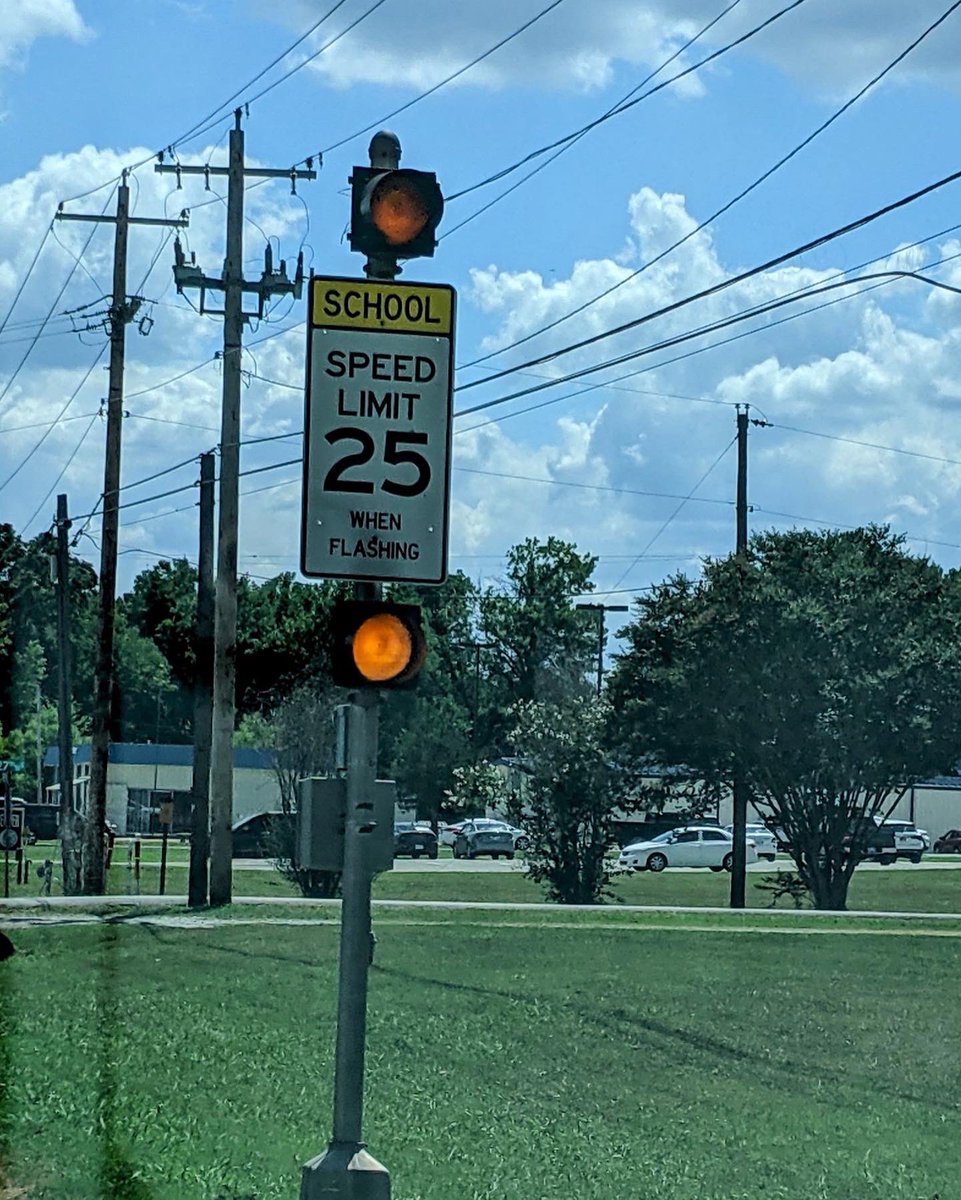 SCHOOL
SPEED
LIMIT
25
WHEN
FLASHING